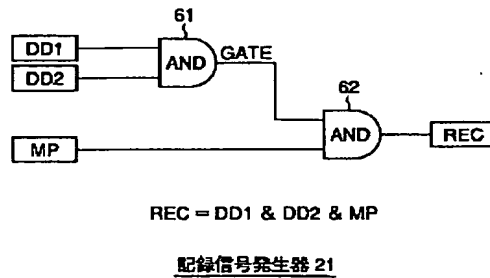 61
DD1
DD2
AND
GATE
62
MP
AND
REC
REC = DD1 & DD2 & MP
記録信号発生器 21